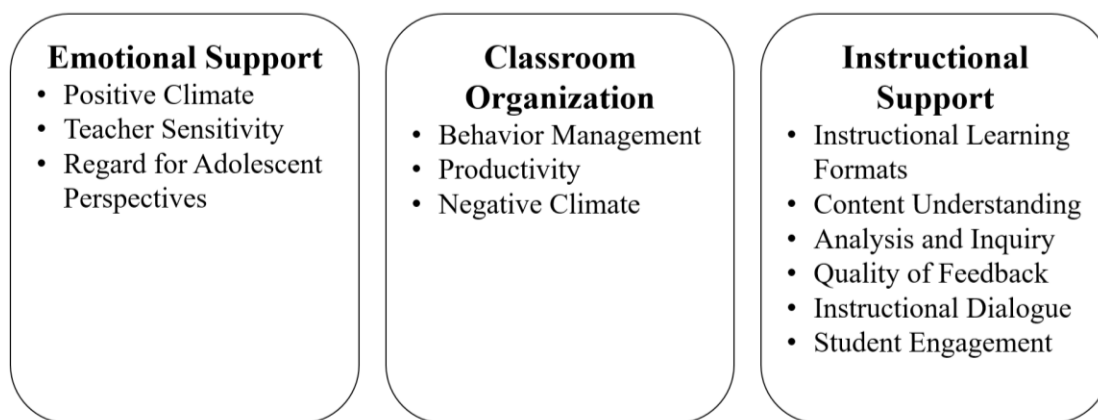 Emotional Support
• Positive Climate
• Teacher Sensitivity
• Regard for Adolescent
Perspectives
Classroom
Organization
• Behavior Management
• Productivity
• Negative Climate
Instructional
Support
• Instructional Learning
Formats
• Content Understanding
• Analysis and Inquiry
• Quality of Feedback
• Instructional Dialogue
• Student Engagement